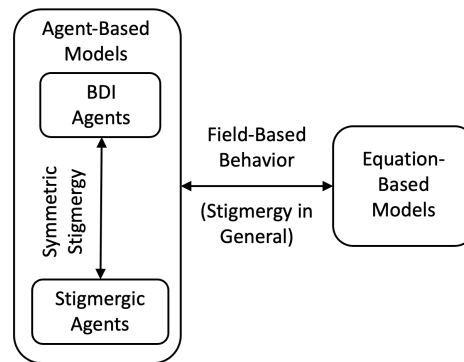 Agent-Based
Models
BDI
Agents
Symmetric
Stigmergy
Stigmergic
Agents
Field-Based
Behavior
(Stigmergy in
General)
Equation-
Based
Models